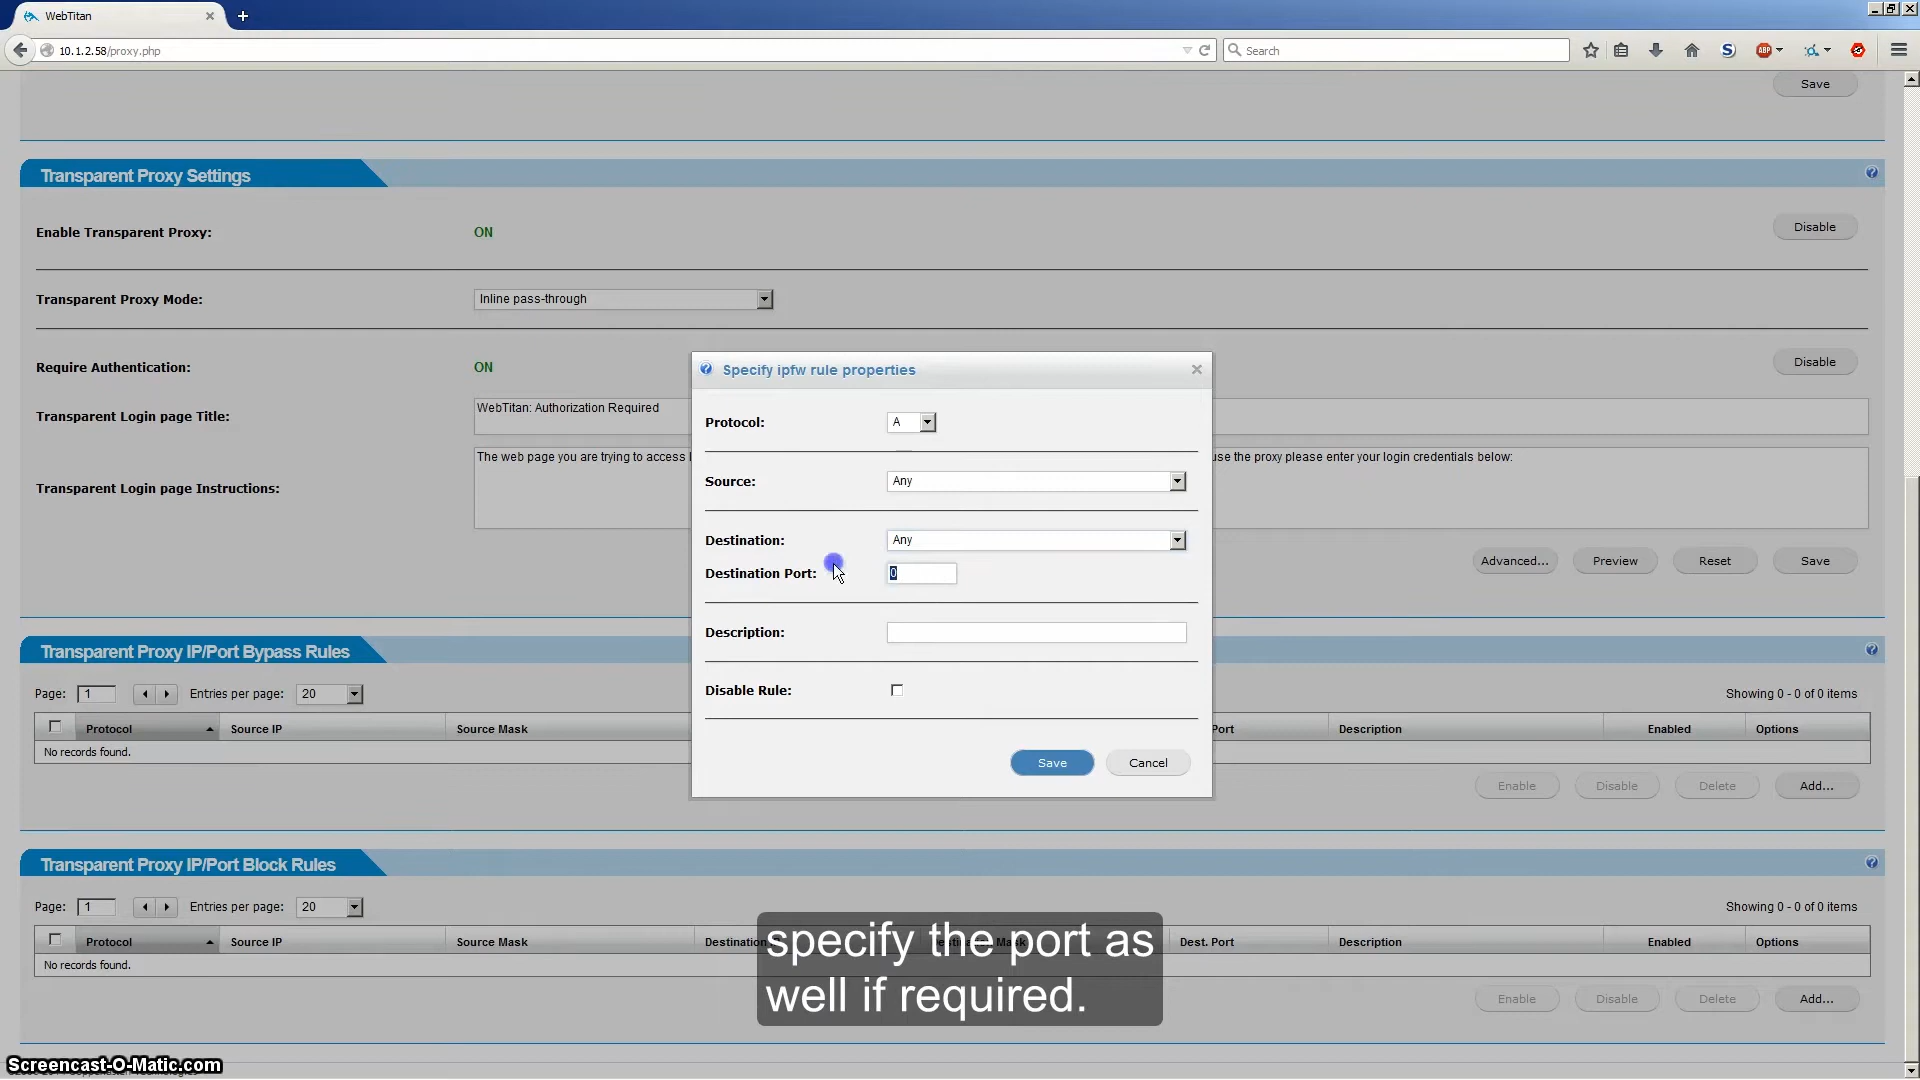 WebTitan
10.1.2.58/proxy.php
Search
S
ABP
Save
Transparent Proxy Settings
Enable Transparent Proxy: ON Disable
Transparent Proxy Mode: Inline pass-through
Require Authentication: ON Disable
Transparent Login page Title: WebTitan: Authorization Required
Transparent Login page Instructions: The web page you are trying to access
use the proxy please enter your login credentials below:
Advanced... Preview Reset Save
Specify ipfw rule properties
Protocol: A
Source: Any
Destination: Any
Destination Port: 0
Description:
Disable Rule:
Save Cancel
Transparent Proxy IP/Port Bypass Rules
Page: 1 Entries per page: 20 Showing 0 - 0 of 0 items
Protocol Source IP Source Mask Port Description Enabled Options
No records found.
Enable Disable Delete Add...
Transparent Proxy IP/Port Block Rules
Page: 1 Entries per page: 20 Showing 0 - 0 of 0 items
Protocol Source IP Source Mask Destination Mask Dest. Port Description Enabled Options
No records found.
Enable Disable Delete Add...
specify the port as
well if required.
Screencast-O-Matic.com